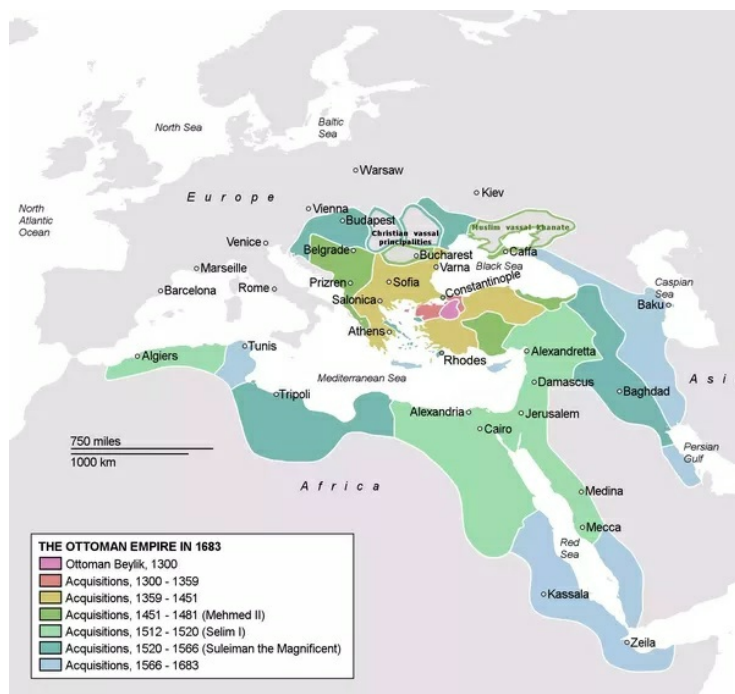 North Sea
Baltic
Sea
Warsaw
Europe
Kiev
North
Atlantic
Ocean
Vienna
Budapest
Christian vassal
principalities
Muslim vassal khanate
Venice
Belgrade
Bucharest
Caffa
Marseille
Varna
Black Sea
Barcelona
Rome
Prizren
Sofia
Constantinople
Caspian
Sea
Salonica
Baku
Athens
Algiers
Tunis
Rhodes
Alexandretta
Asi
Mediterranean Sea
Damascus
Tripoli
Baghdad
Alexandria
Jerusalem
Cairo
750 miles
1000 km
Persian
Gulf
Africa
Medina
Mecca
Red
Sea
Kassala
Zeila
THE OTTOMAN EMPIRE IN 1683
Ottoman Beylik, 1300
Acquisitions, 1300 - 1359
Acquisitions, 1359 - 1451
Acquisitions, 1451 - 1481 (Mehmed II)
Acquisitions, 1512 - 1520 (Selim I)
Acquisitions, 1520 - 1566 (Suleiman the Magnificent)
Acquisitions, 1566 - 1683